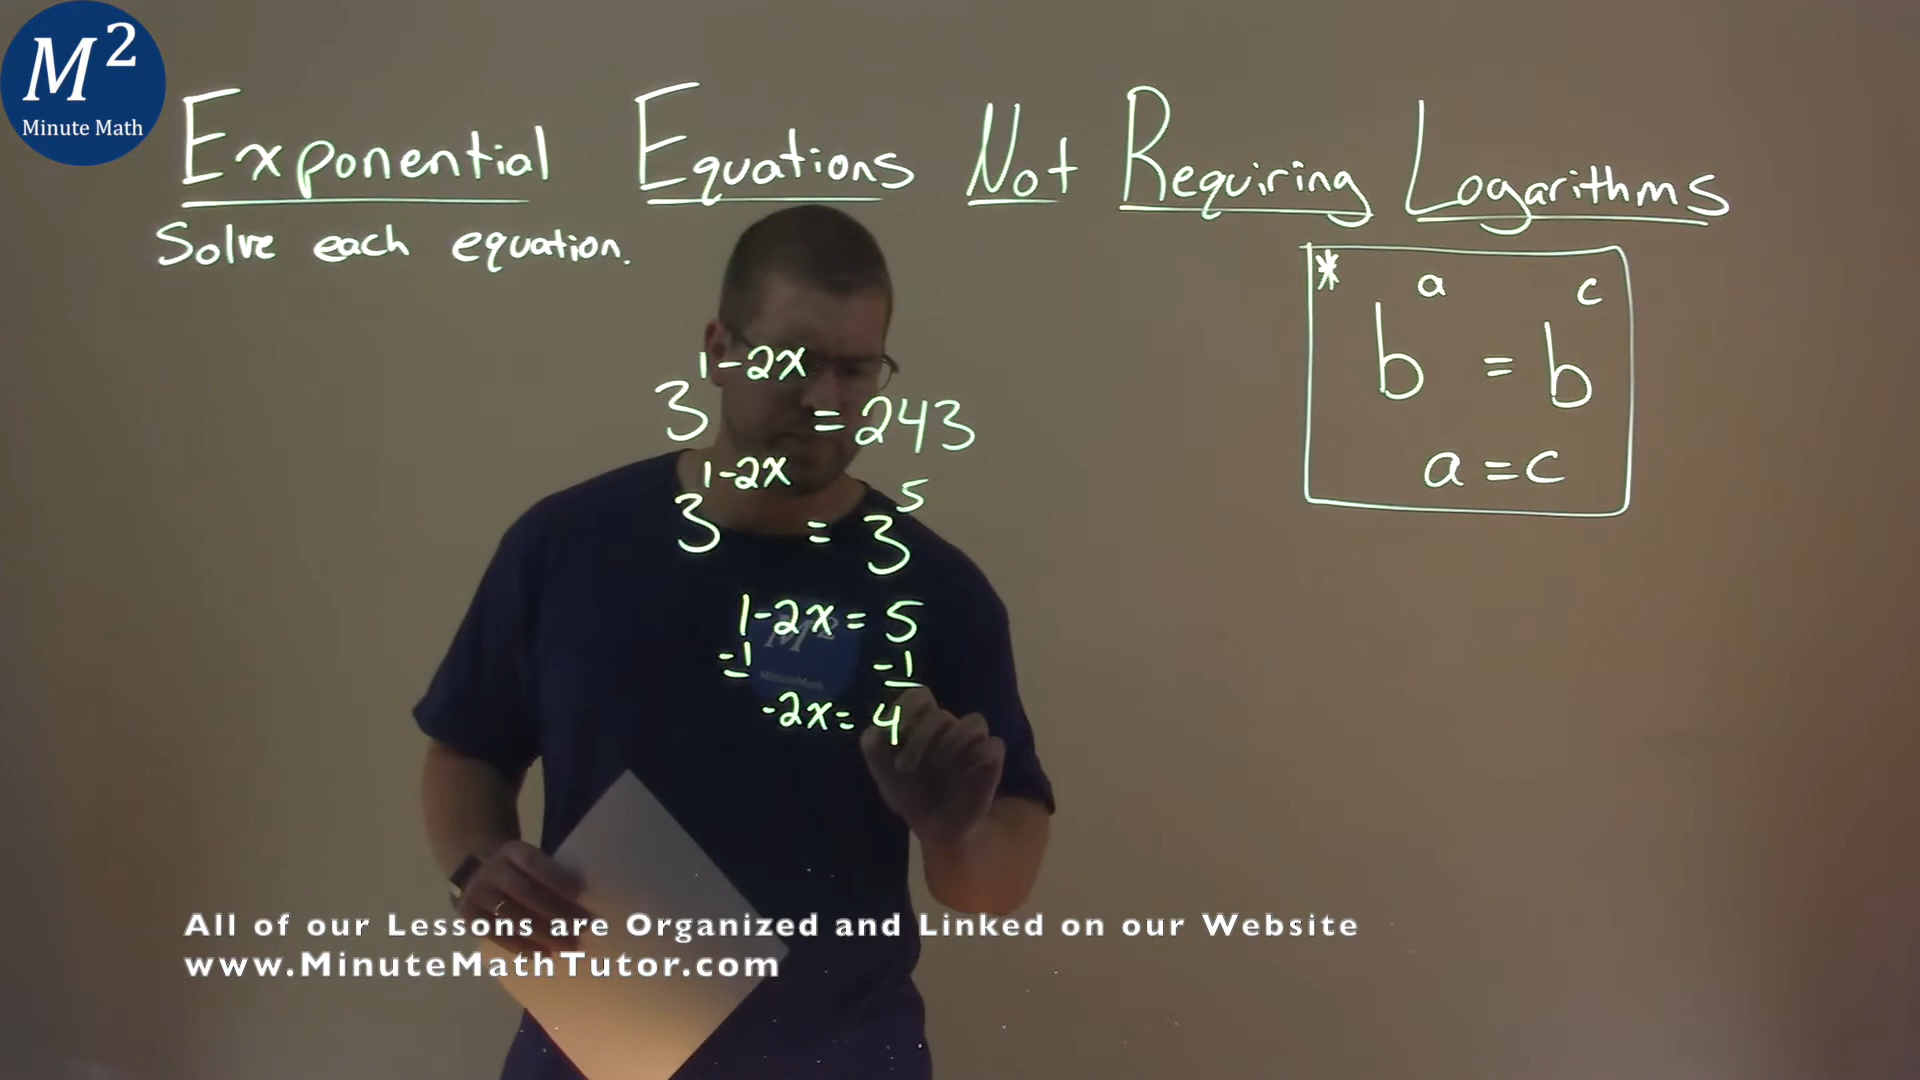 M²
Minute Math
Exponential Equations Not Requiring Logarithms
Solve each equation.
* b^a = b^c
a = c
3^(1-2x) = 243
3^(1-2x) = 3^5
1-2x = 5
-1 -1
-2x = 4
M²
MinuteMath
All of our Lessons are Organized and Linked on our Website
www.MinuteMathTutor.com